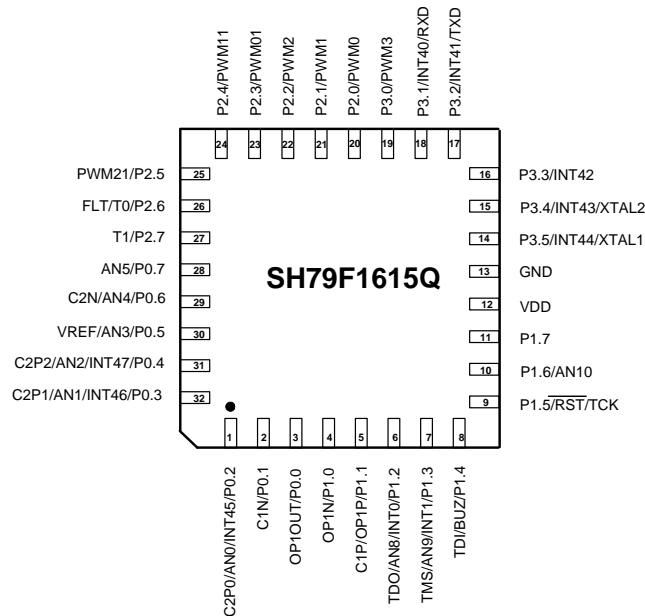 P2.4/PWM11
P2.3/PWM01
P2.2/PWM2
P2.1/PWM1
P2.0/PWM0
P3.0/PWM3
P3.1/INT40/RXD
P3.2/INT41/TXD
24
23
22
21
20
19
18
17
PWM21/P2.5
25
FLT/T0/P2.6
26
T1/P2.7
27
AN5/P0.7
28
C2N/AN4/P0.6
29
VREF/AN3/P0.5
30
C2P2/AN2/INT47/P0.4
31
C2P1/AN1/INT46/P0.3
32
SH79F1615Q
16
P3.3/INT42
15
P3.4/INT43/XTAL2
14
P3.5/INT44/XTAL1
13
GND
12
VDD
11
P1.7
10
P1.6/AN10
9
P1.5/RST/TCK
1
2
3
4
5
6
7
8
C2P0/AN0/INT45/P0.2
C1N/P0.1
OP1OUT/P0.0
OP1N/P1.0
C1P/OP1P/P1.1
TDO/AN8/INT0/P1.2
TMS/AN9/INT1/P1.3
TDI/BUZ/P1.4